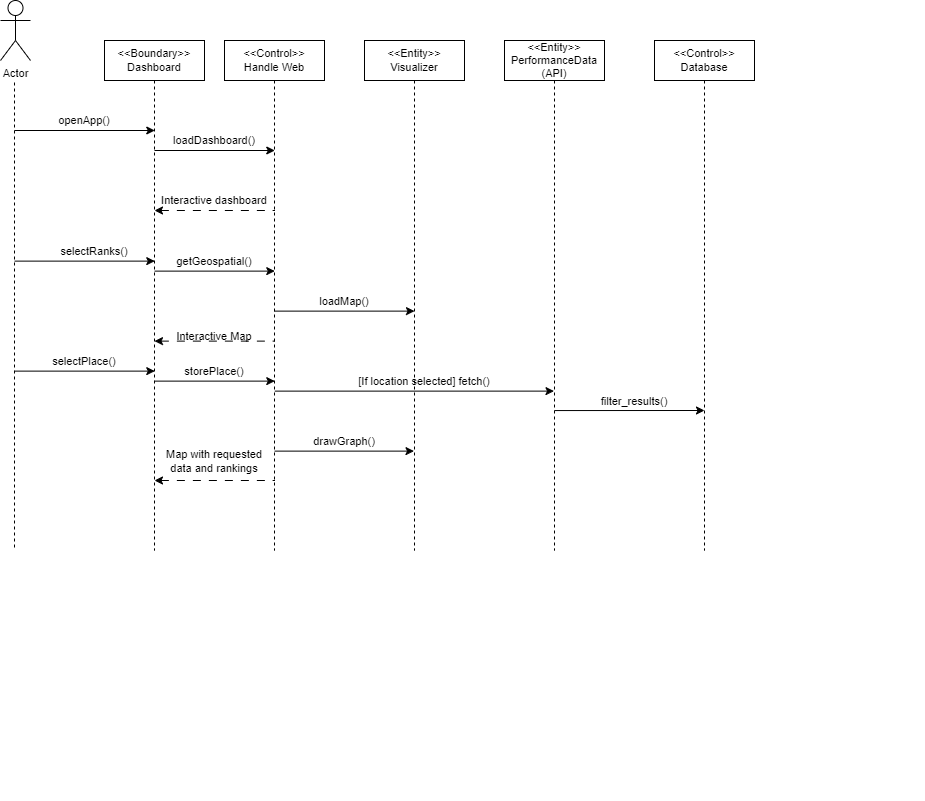 Actor
<<Boundary>>
Dashboard
<<Control>>
Handle Web
<<Entity>>
Visualizer
<<Entity>>
PerformanceData
(API)
<<Control>>
Database
openApp()
loadDashboard()
Interactive dashboard
selectRanks()
getGeospatial()
loadMap()
Interactive Map
selectPlace()
storePlace()
[If location selected] fetch()
filter_results()
drawGraph()
Map with requested
data and rankings